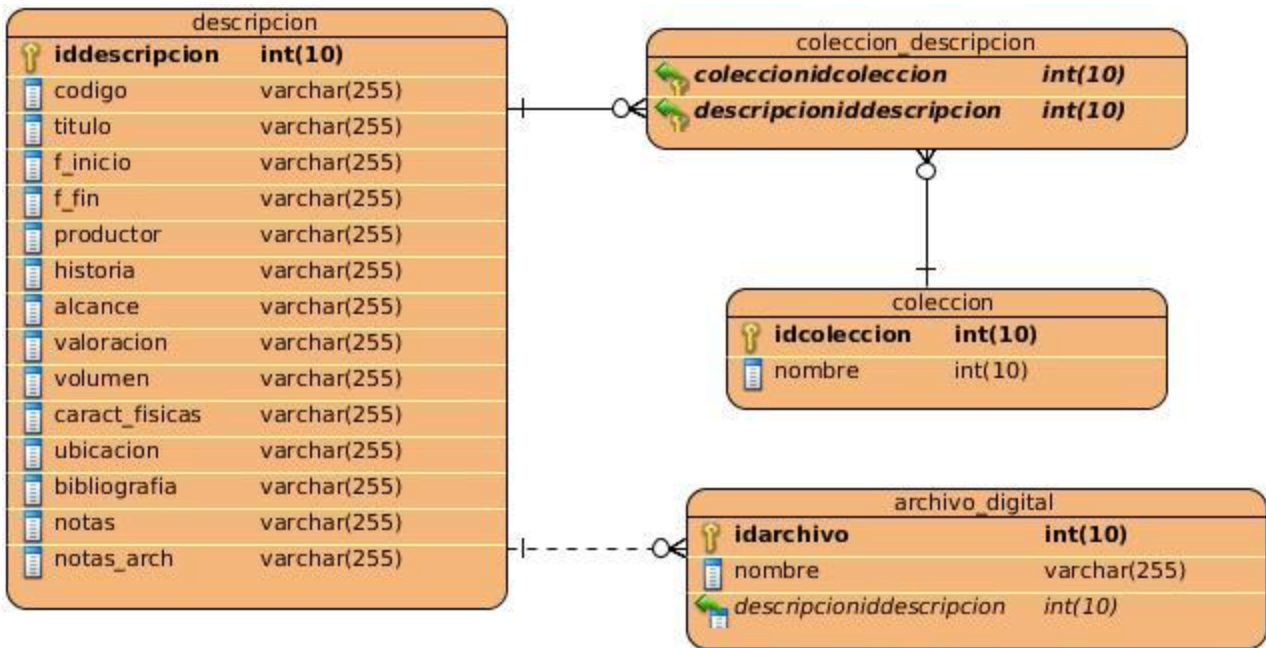 descripcion
iddescripcion int(10)
codigo varchar(255)
titulo varchar(255)
f_inicio varchar(255)
f_fin varchar(255)
productor varchar(255)
historia varchar(255)
alcance varchar(255)
valoracion varchar(255)
volumen varchar(255)
caract_fisicas varchar(255)
ubicacion varchar(255)
bibliografia varchar(255)
notas varchar(255)
notas_arch varchar(255)
coleccion_descripcion
coleccionidcoleccion int(10)
descripcioniddescripcion int(10)
coleccion
idcoleccion int(10)
nombre int(10)
archivo_digital
idarchivo int(10)
nombre varchar(255)
descripcioniddescripcion int(10)